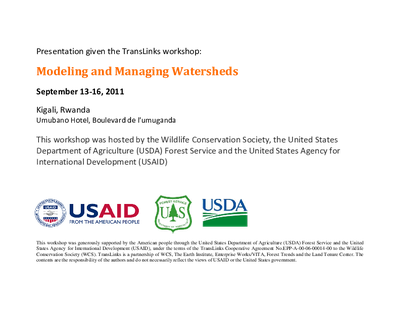 Presentation given the TransLinks workshop:
Modeling and Managing Watersheds
September 13-16, 2011
Kigali, Rwanda
Umubano Hotel, Boulevard de l'umuganda
This workshop was hosted by the Wildlife Conservation Society, the United States
Department of Agriculture (USDA) Forest Service and the United States Agency for
International Development (USAID)
USAID
FROM THE AMERICAN PEOPLE
FOREST SERVICE
U S
USDA
This workshop was generously supported by the American people through the United States Department of Agriculture (USDA) Forest Service and the United
States Agency for International Development (USAID), under the terms of the TransLinks Cooperative Agreement No.EPP-A-00-06-00014-00 to the Wildlife
Conservation Society (WCS). TransLinks is a partnership of WCS, The Earth Institute, Enterprise Works/VITA, Forest Trends and the Land Tenure Center. The
contents are the responsibility of the authors and do not necessarily reflect the views of USAID or the United States government.